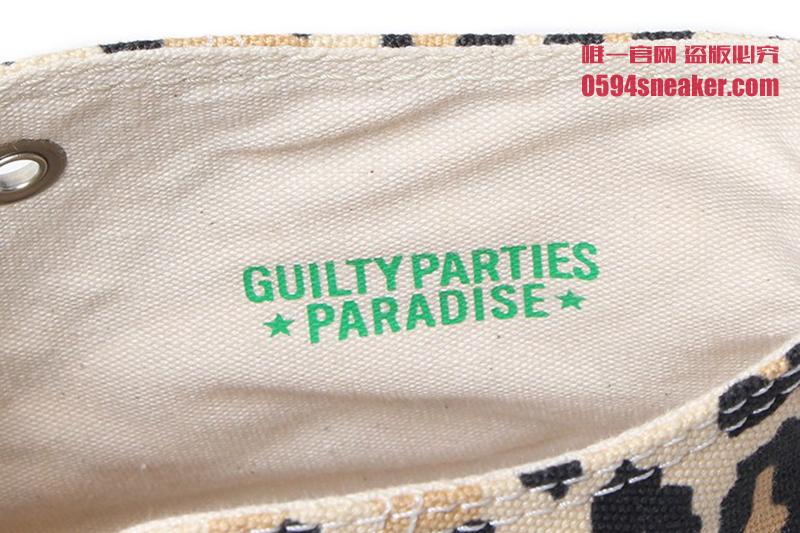 唯一官网 盗版必究
0594sneaker.com
GUILTY PARTIES
★ PARADISE ★